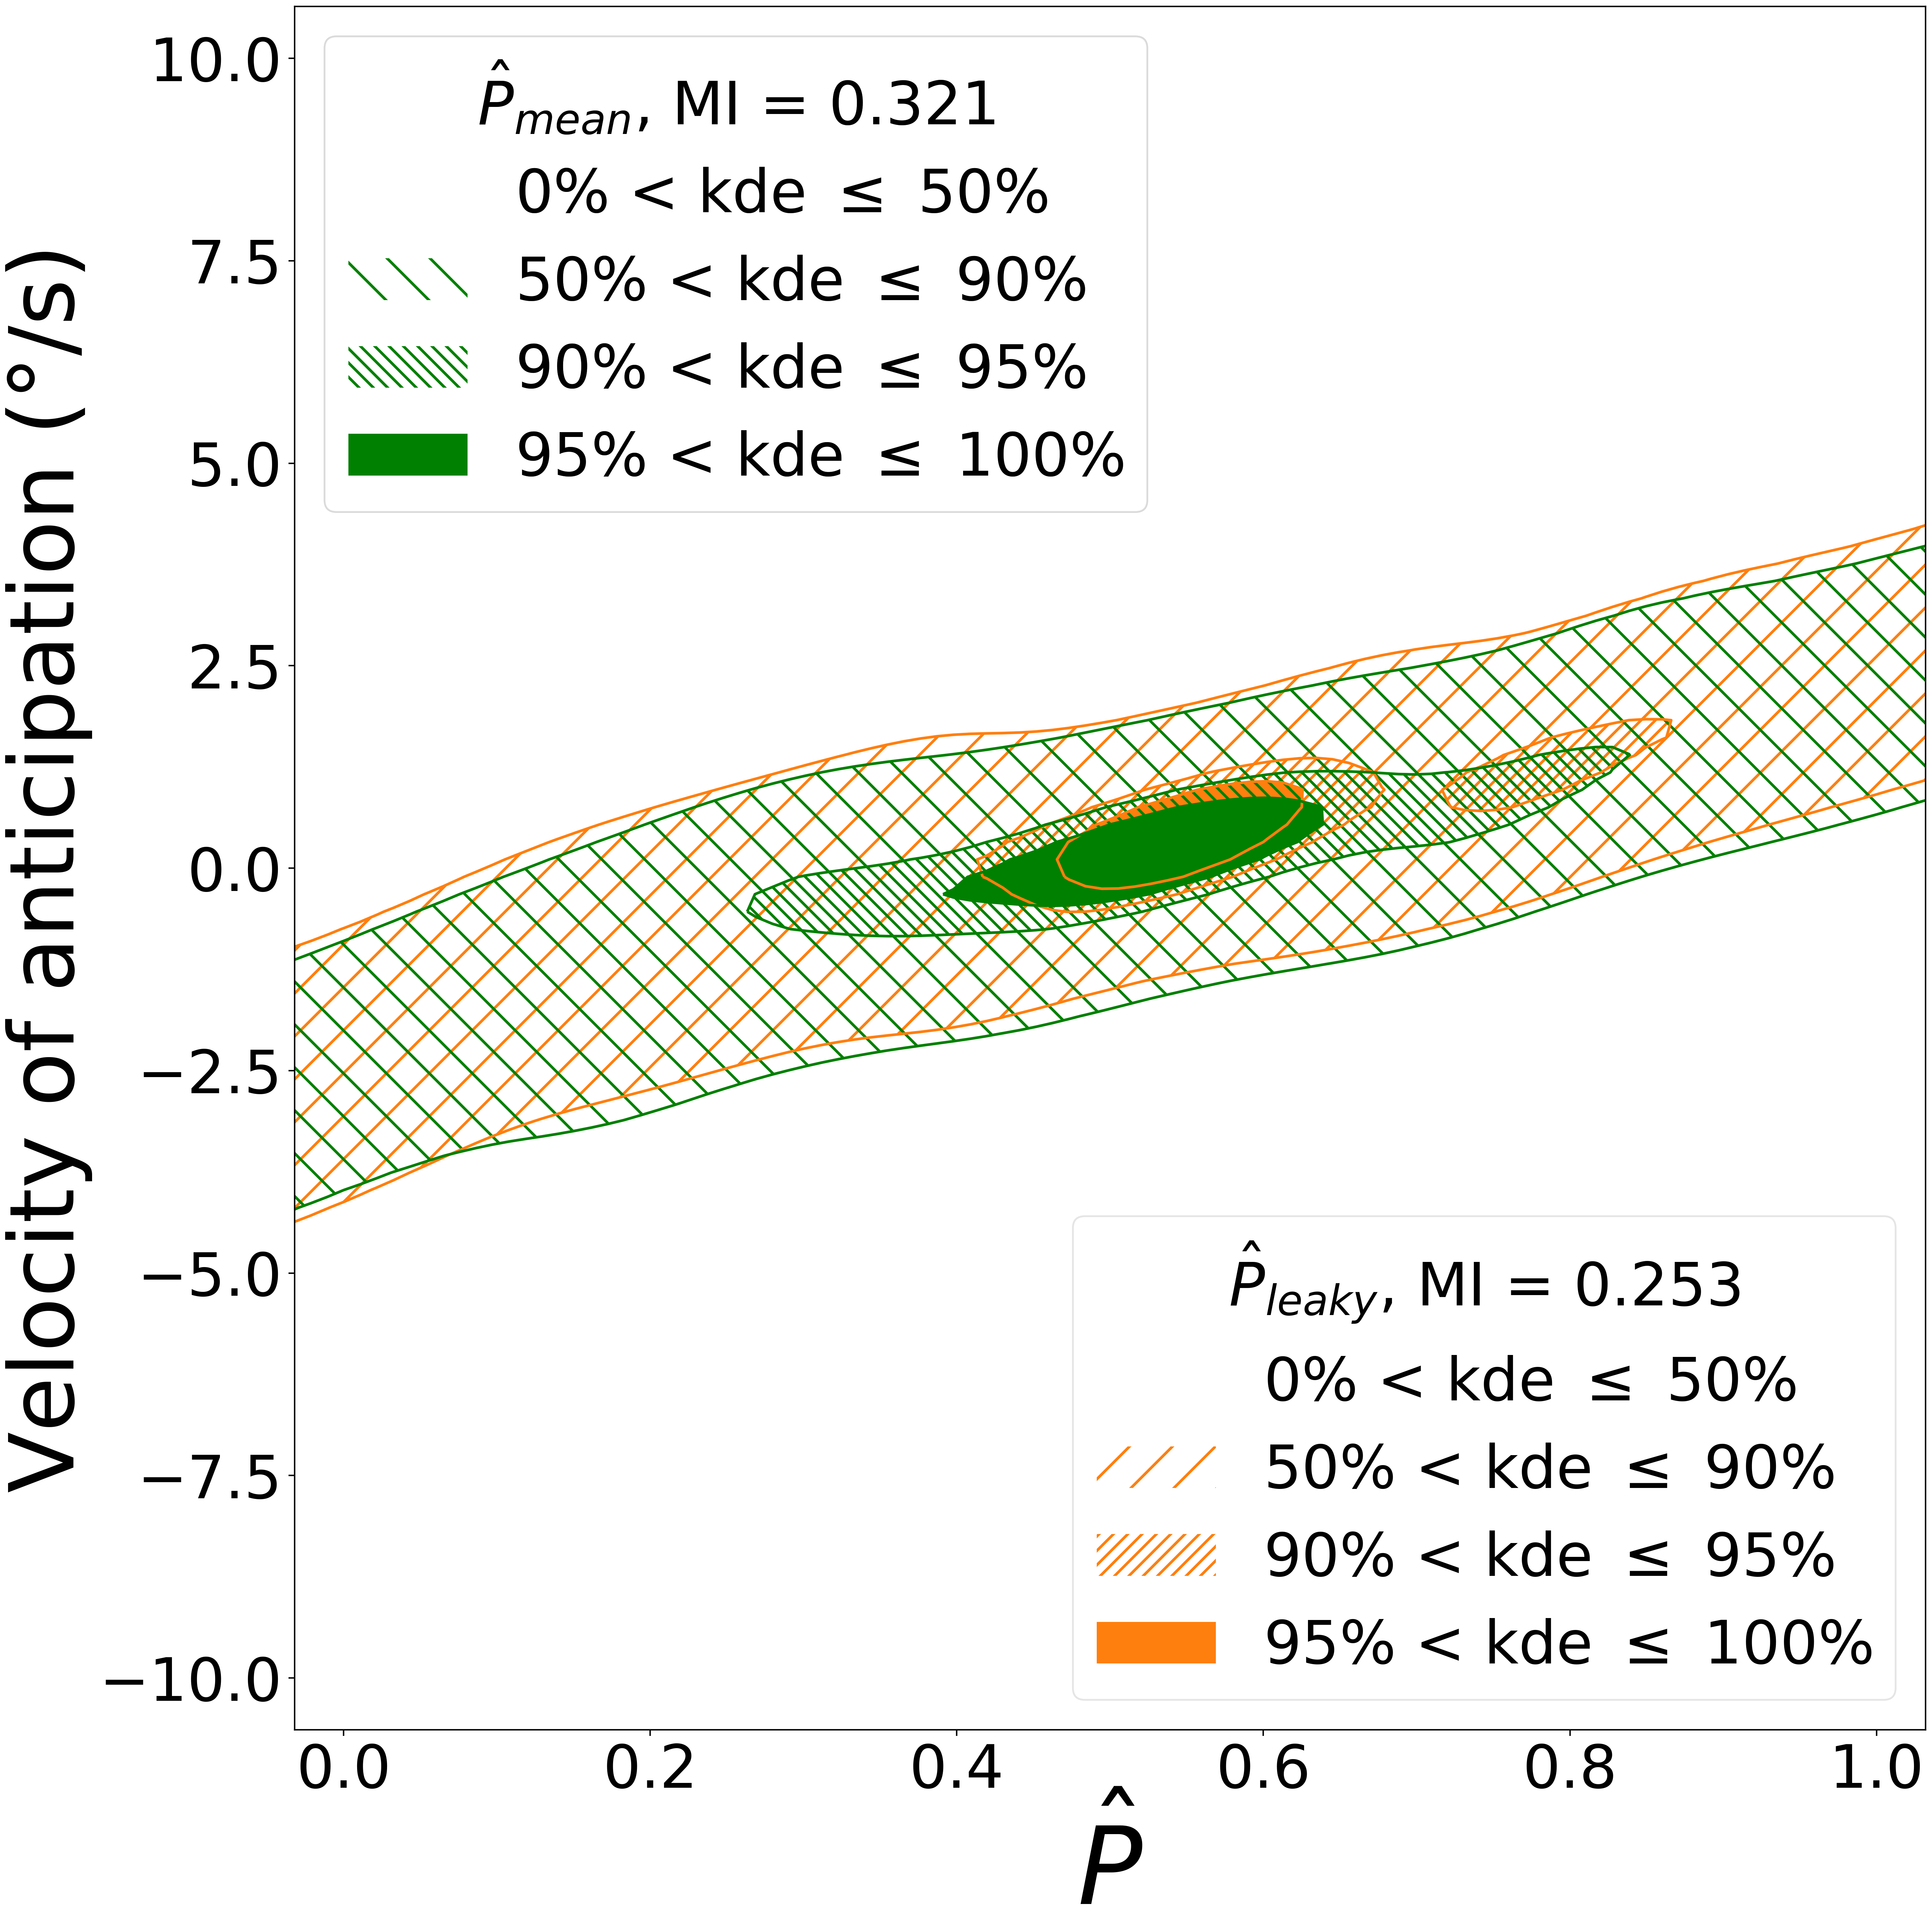 Velocity of anticipation (°/s)
10.0
7.5
5.0
2.5
0.0
−2.5
−5.0
−7.5
−10.0
P̂mean, MI = 0.321
0% < kde ≤ 50%
50% < kde ≤ 90%
90% < kde ≤ 95%
95% < kde ≤ 100%
P̂leaky, MI = 0.253
0% < kde ≤ 50%
50% < kde ≤ 90%
90% < kde ≤ 95%
95% < kde ≤ 100%
0.0 0.2 0.4 0.6 0.8 1.0
P̂